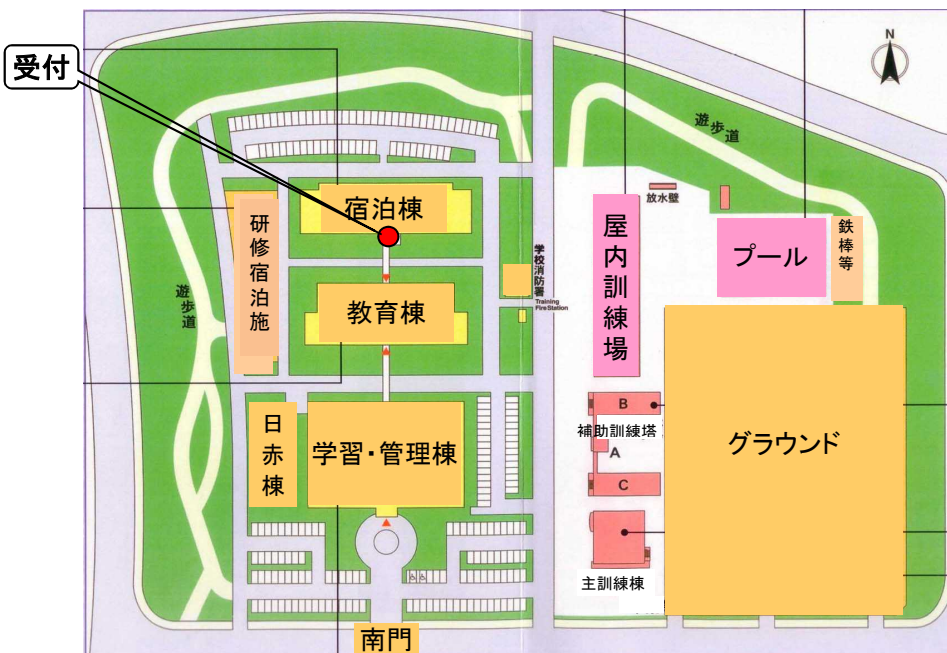 N
受付
遊歩道
放水壁
宿泊棟
研修宿泊施
屋内訓練場
プール
鉄棒等
学校消防署
Training
Fire Station
遊歩道
教育棟
B
補助訓練塔
A
C
グラウンド
日赤棟
学習・管理棟
主訓練棟
南門